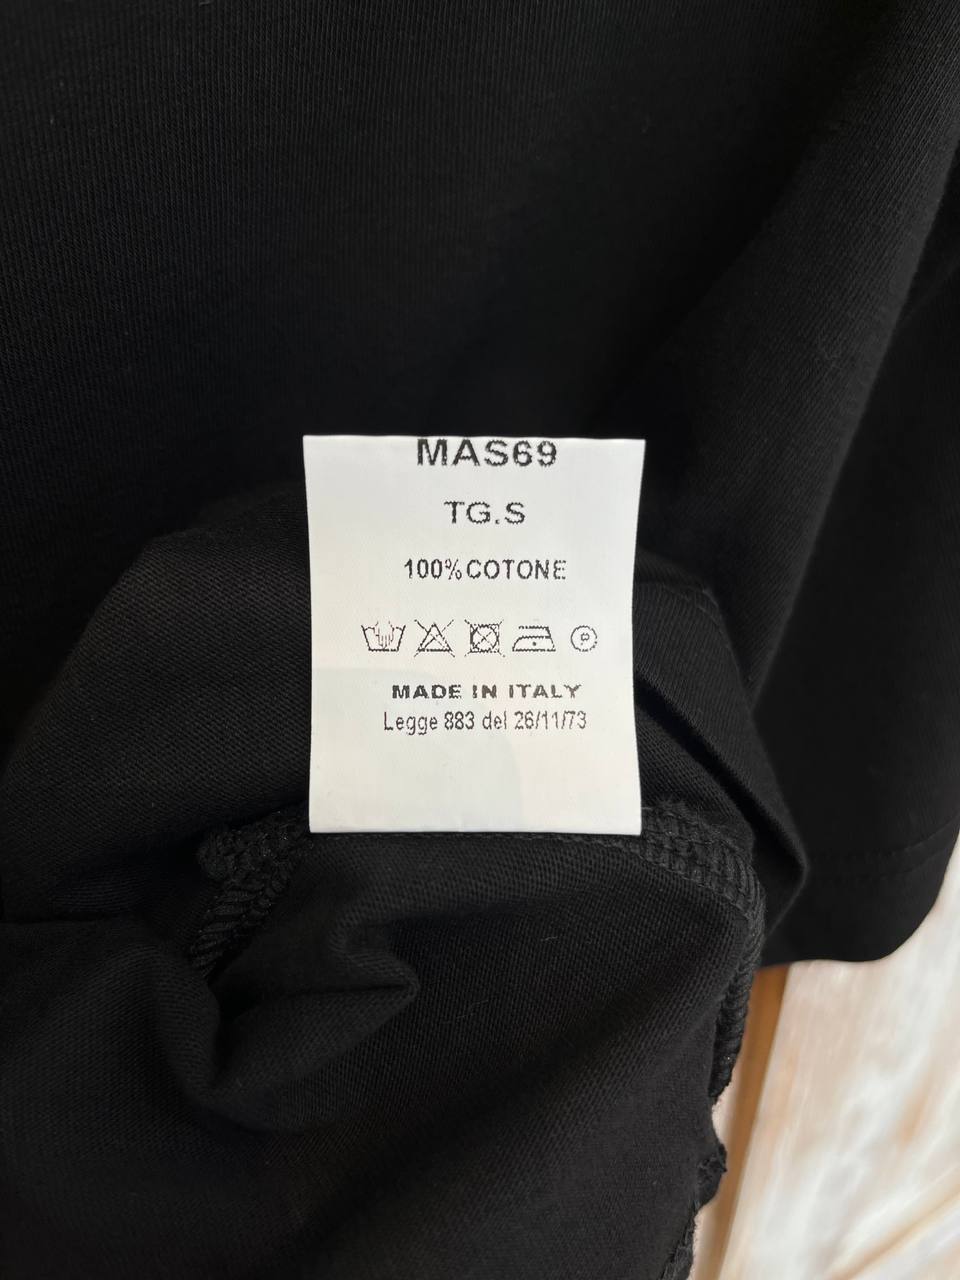 MAS69
TG.S
100%COTONE
P
MADE IN ITALY
Legge 883 del 26/11/73